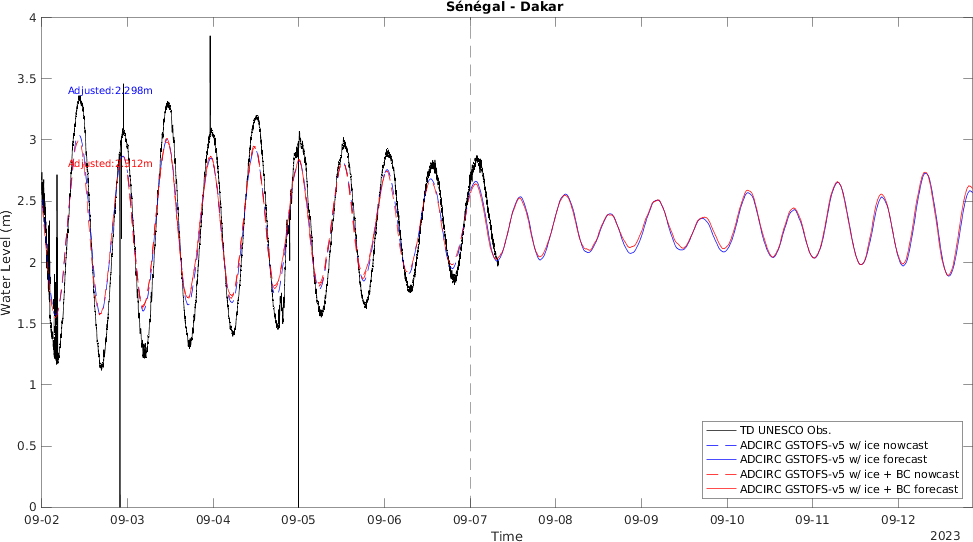 Sénégal - Dakar
4
3.5
3
2.5
2
1.5
1
0.5
0
Water Level (m)
Adjusted:2.298m
TD UNESCO Obs.
ADCIRC GSTOFS-v5 w/ ice nowcast
ADCIRC GSTOFS-v5 w/ ice forecast
ADCIRC GSTOFS-v5 w/ ice + BC nowcast
ADCIRC GSTOFS-v5 w/ ice + BC forecast
09-02 09-03 09-04 09-05 09-06 09-07 09-08 09-09 09-10 09-11 09-12
Time
2023